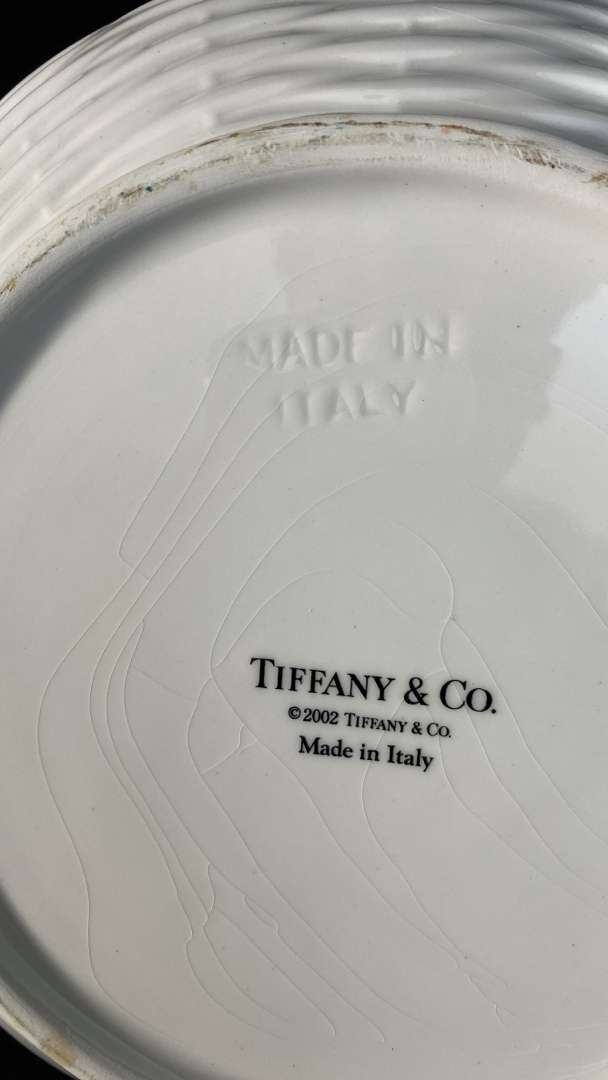 MADE IN
ITALY
TIFFANY & CO.
©2002 TIFFANY & CO.
Made in Italy